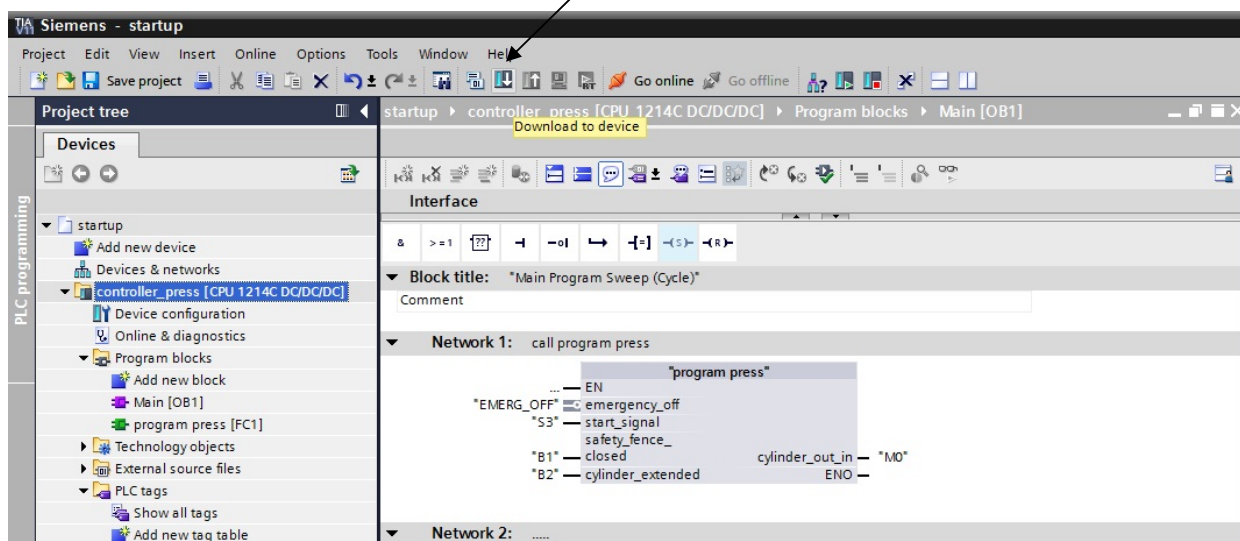 TIA V11 Siemens - startup
Project Edit View Insert Online Options Tools Window Help
Save project Go online Go offline
Project tree
startup controller_press [CPU 1214C DC/DC/DC] Program blocks Main [OB1]
Download to device
Devices
PLC programming
Interface
startup
Add new device
Devices & networks
controller_press [CPU 1214C DC/DC/DC]
Device configuration
Online & diagnostics
Program blocks
Add new block
Main [OB1]
program press [FC1]
Technology objects
External source files
PLC tags
Show all tags
Add new tag table
& >=1 ??
-o| -[=] -(S)- -(R)-
Block title: "Main Program Sweep (Cycle)"
Comment
Network 1: call program press
"program press"
... EN
"EMERG_OFF" emergency_off
"S3" start_signal
safety_fence_
"B1" closed cylinder_out_in "M0"
"B2" cylinder_extended ENO
Network 2: .....